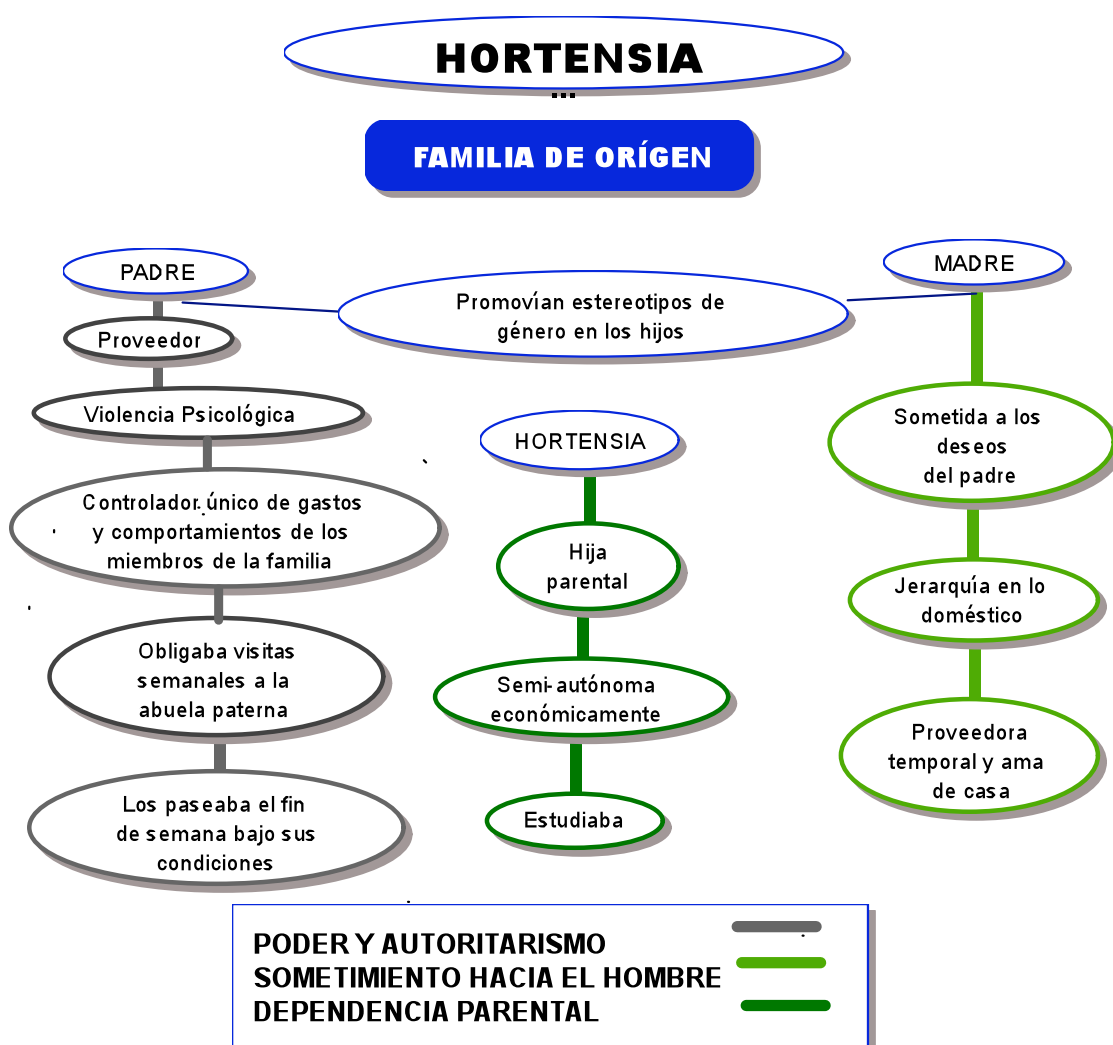 HORTENSIA
...
FAMILIA DE ORÍGEN
PADRE
Proveedor
Violencia Psicológica
Controlador único de gastos
y comportamientos de los
miembros de la familia
Obligaba visitas
semanales a la
abuela paterna
Los paseaba el fin
de semana bajo sus
condiciones
Promovían estereotipos de
género en los hijos
HORTENSIA
Hija
parental
Semi-autónoma
económicamente
Estudiaba
MADRE
Sometida a los
deseos
del padre
Jerarquía en lo
doméstico
Proveedora
temporal y ama
de casa
PODER Y AUTORITARISMO
SOMETIMIENTO HACIA EL HOMBRE
DEPENDENCIA PARENTAL